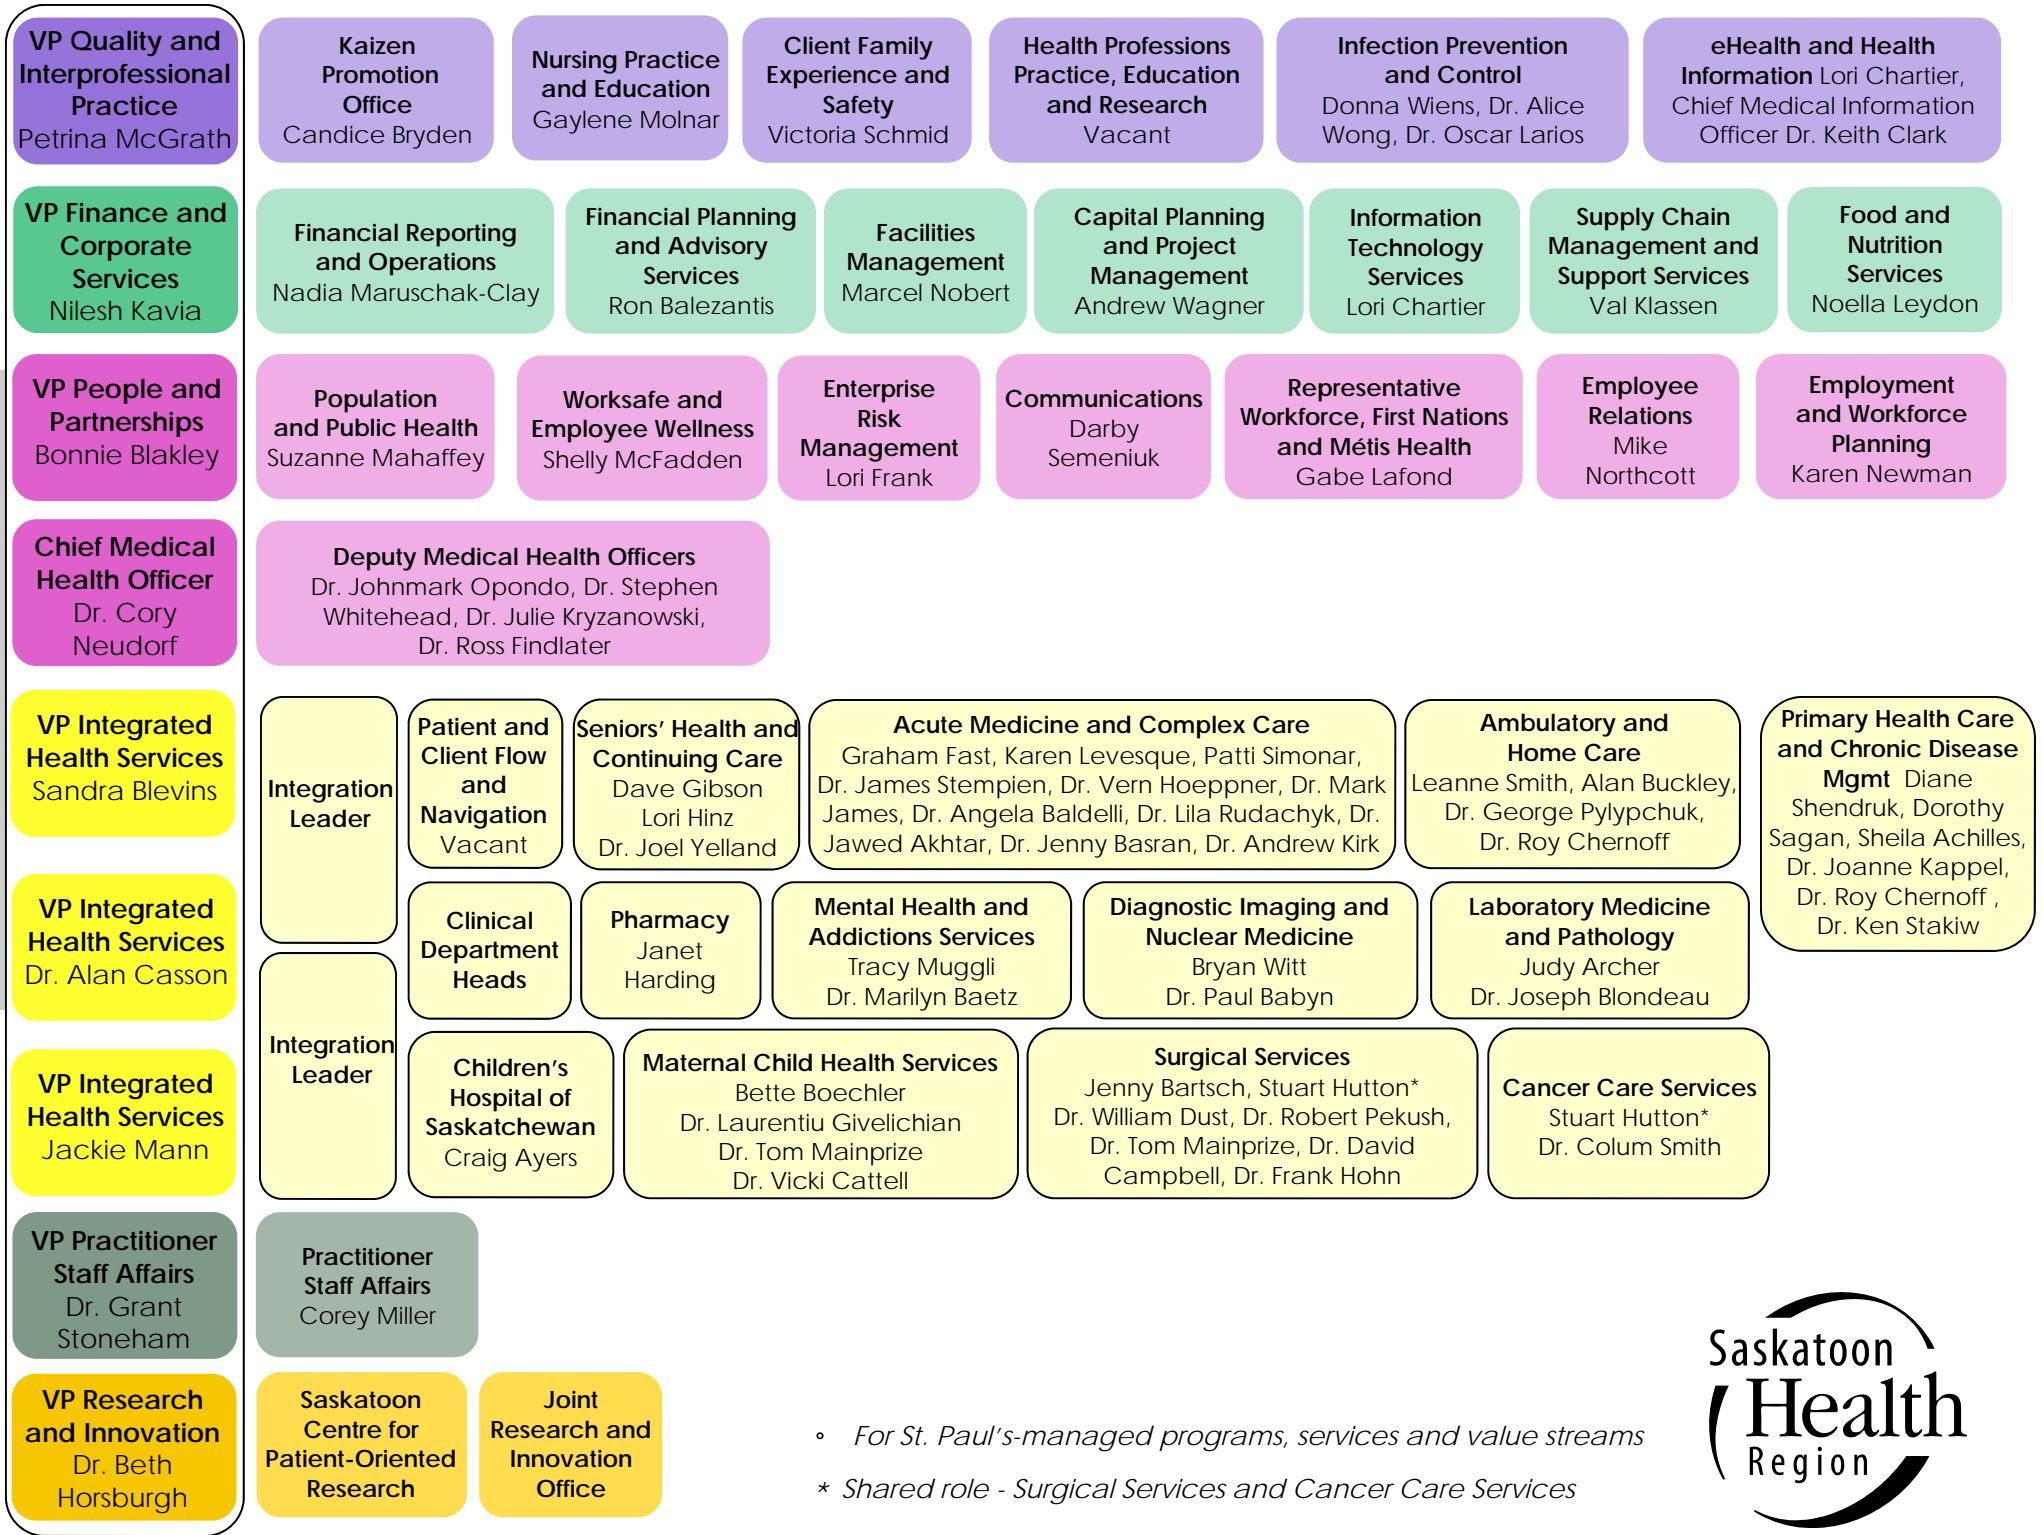 VP Quality and
Interprofessional
Practice
Petrina McGrath
Kaizen
Promotion
Office
Candice Bryden
Nursing Practice
and Education
Gaylene Molnar
Client Family
Experience and
Safety
Victoria Schmid
Health Professions
Practice, Education
and Research
Vacant
Infection Prevention
and Control
Donna Wiens, Dr. Alice
Wong, Dr. Oscar Larios
eHealth and Health
Information Lori Chartier,
Chief Medical Information
Officer Dr. Keith Clark
VP Finance and
Corporate
Services
Nilesh Kavia
Financial Reporting
and Operations
Nadia Maruschak-Clay
Financial Planning
and Advisory
Services
Ron Balezantis
Facilities
Management
Marcel Nobert
Capital Planning
and Project
Management
Andrew Wagner
Information
Technology
Services
Lori Chartier
Supply Chain
Management and
Support Services
Val Klassen
Food and
Nutrition
Services
Noella Leydon
VP People and
Partnerships
Bonnie Blakley
Population
and Public Health
Suzanne Mahaffey
Worksafe and
Employee Wellness
Shelly McFadden
Enterprise
Risk
Management
Lori Frank
Communications
Darby
Semeniuk
Representative
Workforce, First Nations
and Métis Health
Gabe Lafond
Employee
Relations
Mike
Northcott
Employment
and Workforce
Planning
Karen Newman
Chief Medical
Health Officer
Dr. Cory
Neudorf
Deputy Medical Health Officers
Dr. Johnmark Opondo, Dr. Stephen
Whitehead, Dr. Julie Kryzanowski,
Dr. Ross Findlater
VP Integrated
Health Services
Sandra Blevins
Integration
Leader
Patient and
Client Flow
and
Navigation
Vacant
Seniors' Health and
Continuing Care
Dave Gibson
Lori Hinz
Dr. Joel Yelland
Acute Medicine and Complex Care
Graham Fast, Karen Levesque, Patti Simonar,
Dr. James Stempien, Dr. Vern Hoeppner, Dr. Mark
James, Dr. Angela Baldelli, Dr. Lila Rudachyk, Dr.
Jawed Akhtar, Dr. Jenny Basran, Dr. Andrew Kirk
Ambulatory and
Home Care
Leanne Smith, Alan Buckley,
Dr. George Pylypchuk,
Dr. Roy Chernoff
Primary Health Care
and Chronic Disease
Mgmt Diane
Shendruk, Dorothy
Sagan, Sheila Achilles,
Dr. Joanne Kappel,
Dr. Roy Chernoff ,
Dr. Ken Stakiw
VP Integrated
Health Services
Dr. Alan Casson
Clinical
Department
Heads
Pharmacy
Janet
Harding
Mental Health and
Addictions Services
Tracy Muggli
Dr. Marilyn Baetz
Diagnostic Imaging and
Nuclear Medicine
Bryan Witt
Dr. Paul Babyn
Laboratory Medicine
and Pathology
Judy Archer
Dr. Joseph Blondeau
VP Integrated
Health Services
Jackie Mann
Integration
Leader
Children's
Hospital of
Saskatchewan
Craig Ayers
Maternal Child Health Services
Bette Boechler
Dr. Laurentiu Givelichian
Dr. Tom Mainprize
Dr. Vicki Cattell
Surgical Services
Jenny Bartsch, Stuart Hutton*
Dr. William Dust, Dr. Robert Pekush,
Dr. Tom Mainprize, Dr. David
Campbell, Dr. Frank Hohn
Cancer Care Services
Stuart Hutton*
Dr. Colum Smith
VP Practitioner
Staff Affairs
Dr. Grant
Stoneham
Practitioner
Staff Affairs
Corey Miller
VP Research
and Innovation
Dr. Beth
Horsburgh
Saskatoon
Centre for
Patient-Oriented
Research
Joint
Research and
Innovation
Office
° For St. Paul's-managed programs, services and value streams
* Shared role - Surgical Services and Cancer Care Services
Saskatoon
Health
Region